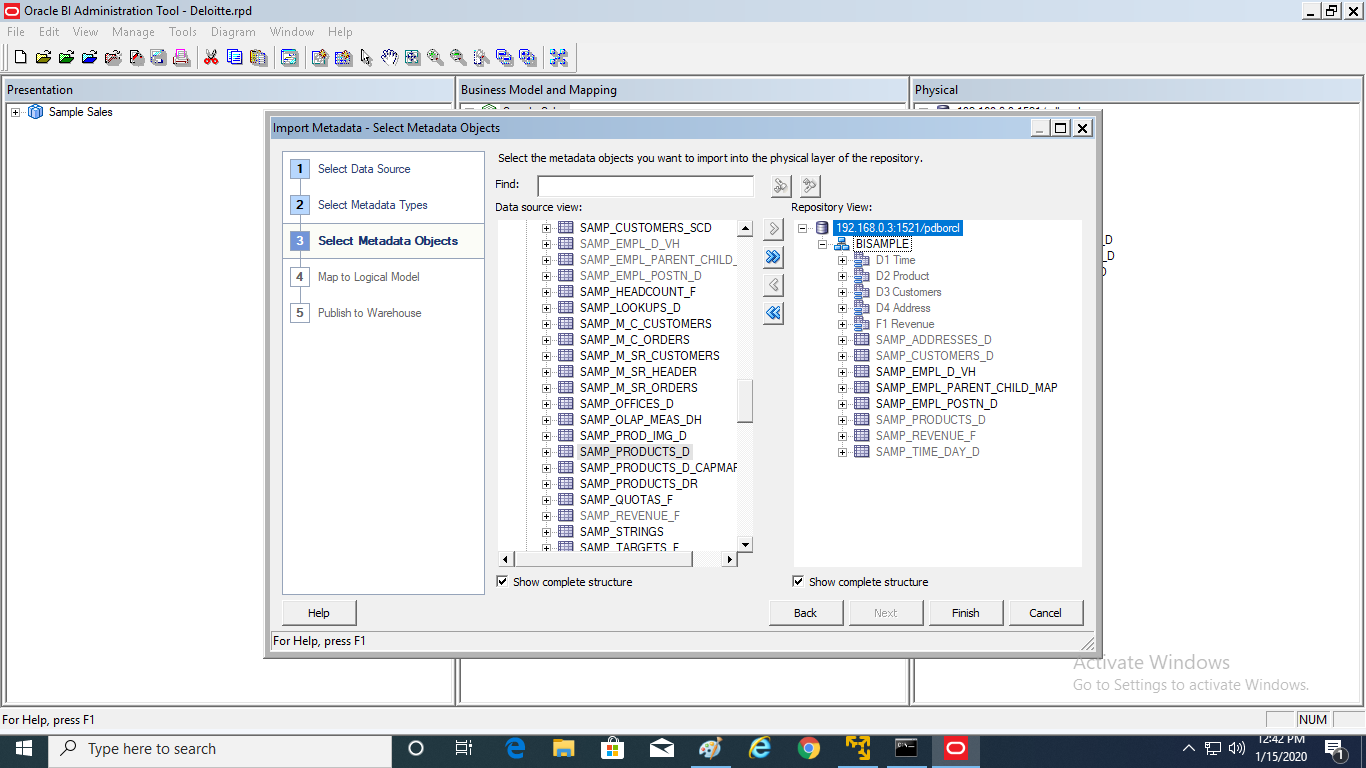 Oracle BI Administration Tool - Deloitte.rpd
File Edit View Manage Tools Diagram Window Help
Presentation
Sample Sales
Business Model and Mapping
Physical
Import Metadata - Select Metadata Objects
1 Select Data Source
2 Select Metadata Types
3 Select Metadata Objects
4 Map to Logical Model
5 Publish to Warehouse
Select the metadata objects you want to import into the physical layer of the repository.
Find:
Data source view:
SAMP_CUSTOMERS_SCD
SAMP_EMPL_D_VH
SAMP_EMPL_PARENT_CHILD_
SAMP_EMPL_POSTN_D
SAMP_HEADCOUNT_F
SAMP_LOOKUPS_D
SAMP_M_C_CUSTOMERS
SAMP_M_C_ORDERS
SAMP_M_SR_CUSTOMERS
SAMP_M_SR_HEADER
SAMP_M_SR_ORDERS
SAMP_OFFICES_D
SAMP_OLAP_MEAS_DH
SAMP_PROD_IMG_D
SAMP_PRODUCTS_D
SAMP_PRODUCTS_D_CAPMAP
SAMP_PRODUCTS_DR
SAMP_QUOTAS_F
SAMP_REVENUE_F
SAMP_STRINGS
SAMP_TARGETS_F
Show complete structure
Repository View:
192.168.0.3:1521/pdborcl
BISAMPLE
D1 Time
D2 Product
D3 Customers
D4 Address
F1 Revenue
SAMP_ADDRESSES_D
SAMP_CUSTOMERS_D
SAMP_EMPL_D_VH
SAMP_EMPL_PARENT_CHILD_MAP
SAMP_EMPL_POSTN_D
SAMP_PRODUCTS_D
SAMP_REVENUE_F
SAMP_TIME_DAY_D
Show complete structure
_D
_D
Help
Back Next Finish Cancel
For Help, press F1
Activate Windows
Go to Settings to activate Windows.
For Help, press F1
NUM
Type here to search
12:42 PM
1/15/2020
1